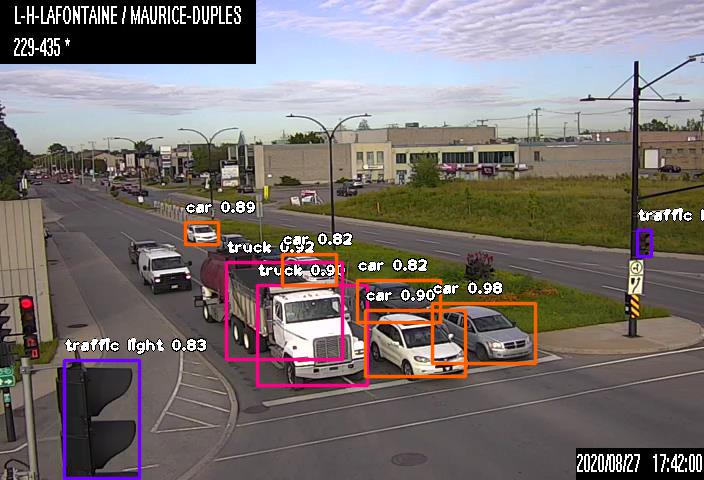 L-H-LAFONTAINE / MAURICE-DUPLES
229-435 *
car 0.89
truck 0.92
car 0.82
truck 0.90
car 0.82
car 0.90
car 0.98
traffic l
traffic light 0.83
2020/08/27 17:42:00